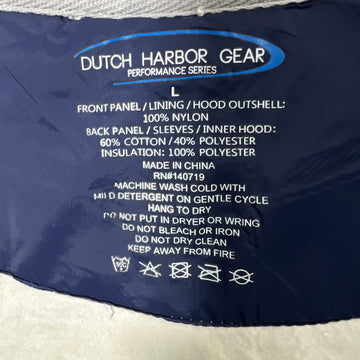 DUTCH HARBOR GEAR
PERFORMANCE SERIES
L
FRONT PANEL / LINING / HOOD OUTSHELL:
100% NYLON
BACK PANEL / SLEEVES / INNER HOOD:
60% COTTON / 40% POLYESTER
INSULATION: 100% POLYESTER
MADE IN CHINA
RN#140719
MACHINE WASH COLD WITH
MILD DETERGENT ON GENTLE CYCLE
HANG TO DRY
DO NOT PUT IN DRYER OR WRING
DO NOT BLEACH OR IRON
DO NOT DRY CLEAN
KEEP AWAY FROM FIRE